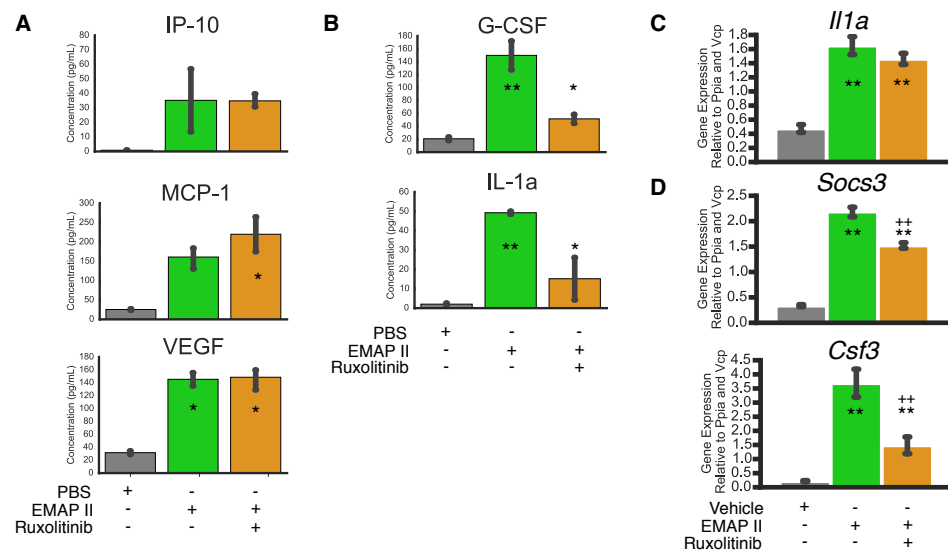 A
IP-10
Concentration (pg/mL)
80
70
60
50
40
30
20
10
0
MCP-1
Concentration (pg/mL)
300
250
200
150
100
50
0
*
VEGF
Concentration (pg/mL)
160
140
120
100
80
60
40
20
0
* *
PBS + - -
EMAP II - + +
Ruxolitinib - - +
B
G-CSF
Concentration (pg/mL)
180
160
140
120
100
80
60
40
20
0
** *
IL-1a
Concentration (pg/mL)
60
50
40
30
20
10
0
** *
PBS + - -
EMAP II - + +
Ruxolitinib - - +
C
Il1a
Gene Expression
Relative to Ppia and Vcp
1.8
1.6
1.4
1.2
1.0
0.8
0.6
0.4
0.2
0.0
** **
D
Socs3
Gene Expression
Relative to Ppia and Vcp
2.5
2.0
1.5
1.0
0.5
0.0
++
** **
Csf3
Gene Expression
Relative to Ppia and Vcp
4.5
4.0
3.5
3.0
2.5
2.0
1.5
1.0
0.5
0.0
++
** **
Vehicle + - -
EMAP II - + +
Ruxolitinib - - +